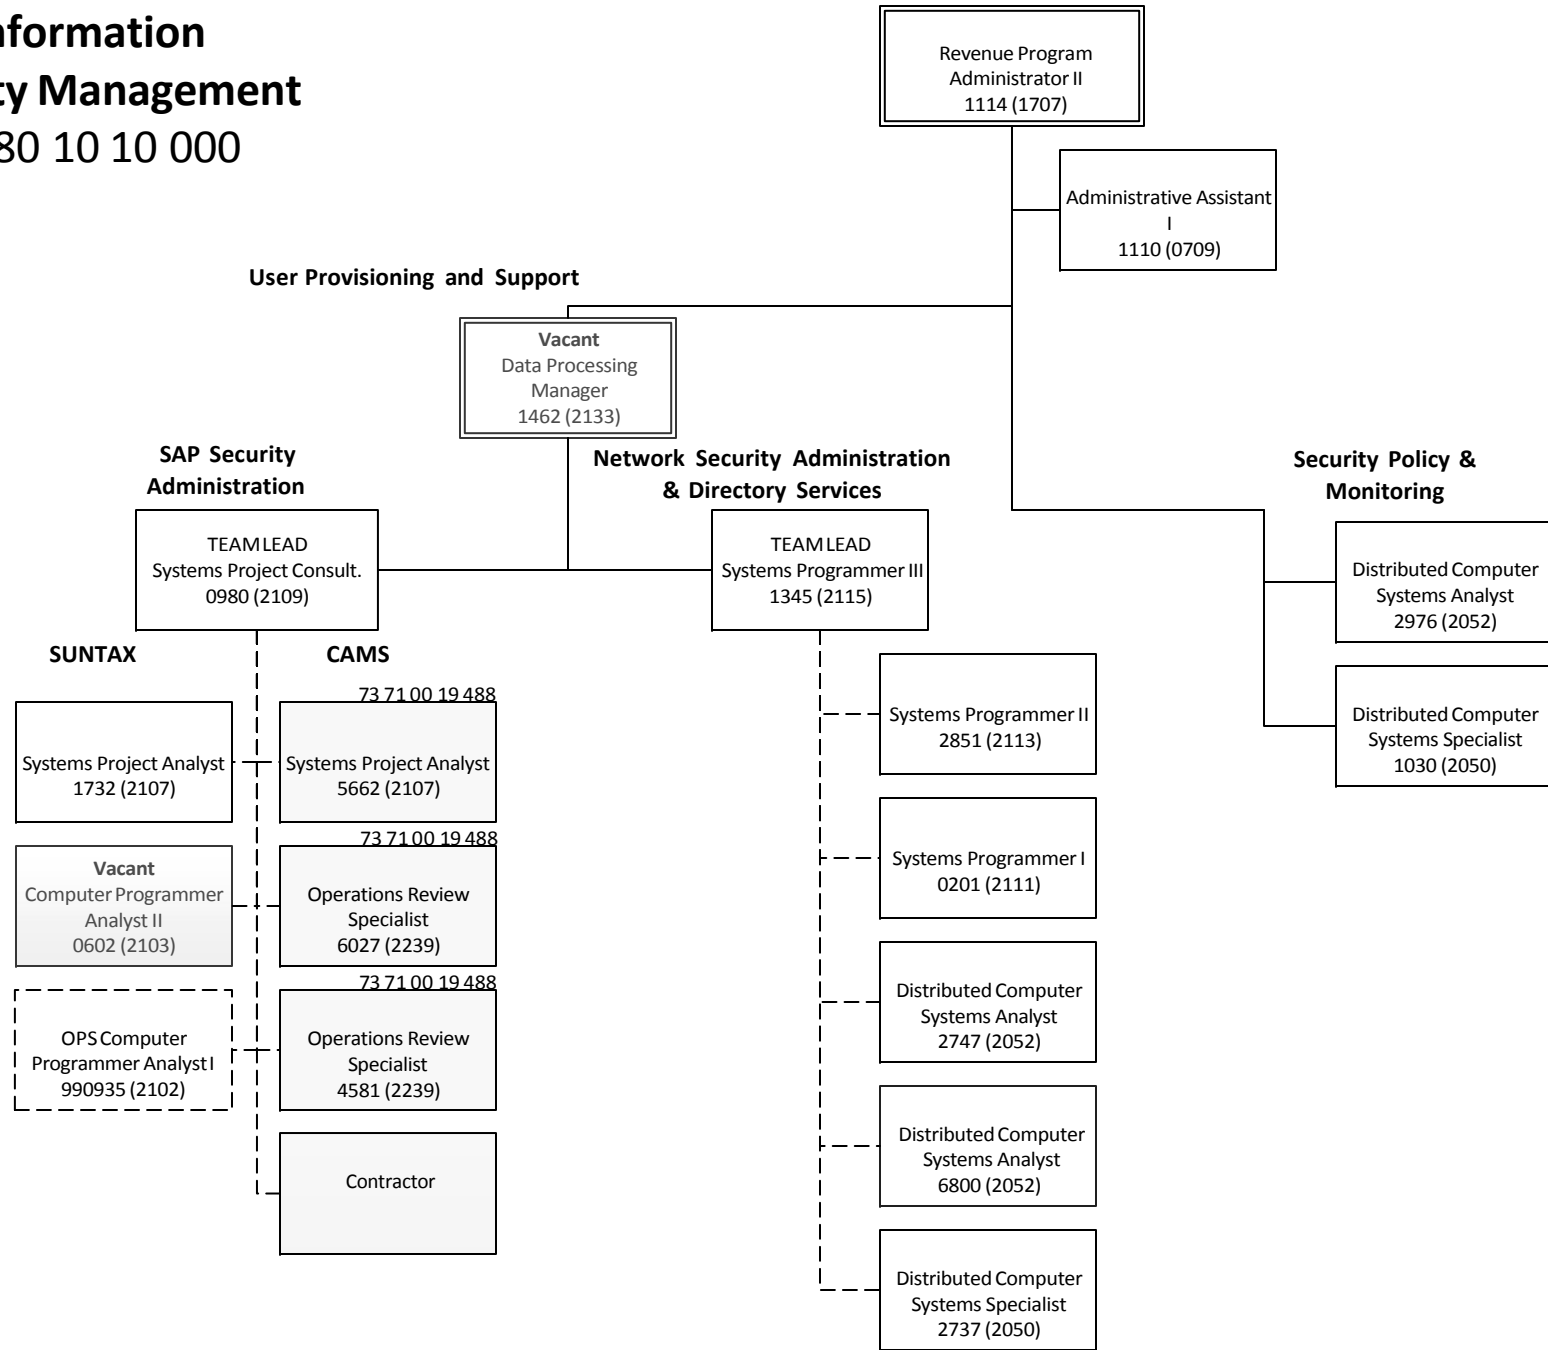 nformation
ty Management
80 10 10 000
Revenue Program
Administrator II
1114 (1707)
Administrative Assistant
I
1110 (0709)
User Provisioning and Support
Vacant
Data Processing
Manager
1462 (2133)
SAP Security
Administration
Network Security Administration
& Directory Services
Security Policy &
Monitoring
TEAM LEAD
Systems Project Consult.
0980 (2109)
TEAM LEAD
Systems Programmer III
1345 (2115)
Distributed Computer
Systems Analyst
2976 (2052)
Distributed Computer
Systems Specialist
1030 (2050)
SUNTAX
CAMS
Systems Project Analyst
1732 (2107)
73 71 00 19 488
Systems Project Analyst
5662 (2107)
Vacant
Computer Programmer
Analyst II
0602 (2103)
73 71 00 19 488
Operations Review
Specialist
6027 (2239)
OPS Computer
Programmer Analyst I
990935 (2102)
73 71 00 19 488
Operations Review
Specialist
4581 (2239)
Contractor
Systems Programmer II
2851 (2113)
Systems Programmer I
0201 (2111)
Distributed Computer
Systems Analyst
2747 (2052)
Distributed Computer
Systems Analyst
6800 (2052)
Distributed Computer
Systems Specialist
2737 (2050)